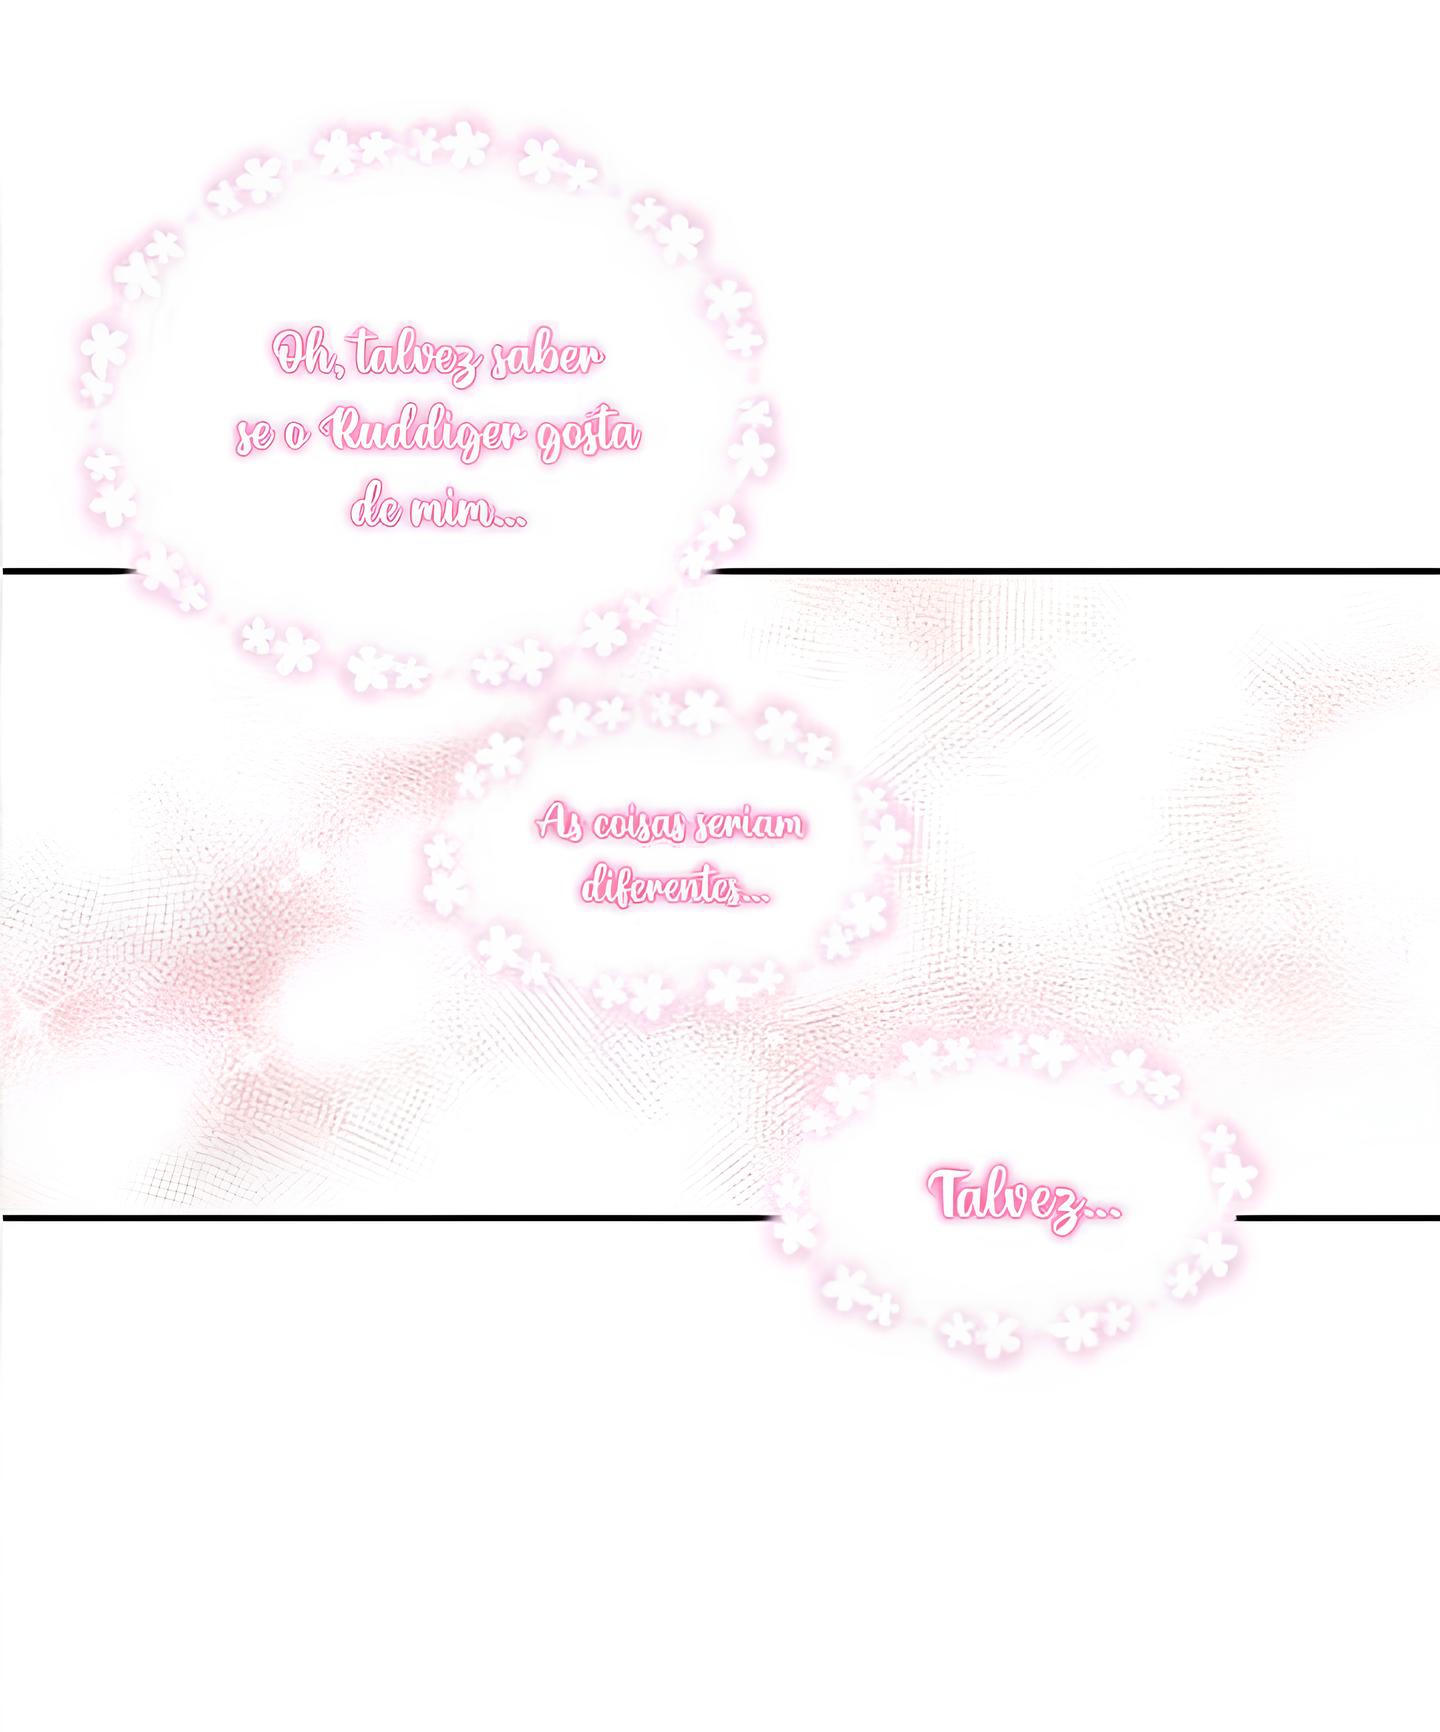 Oh, talvez saber
se o Ruddiger gosta
de mim...
As coisas seriam
diferentes...
Talvez...